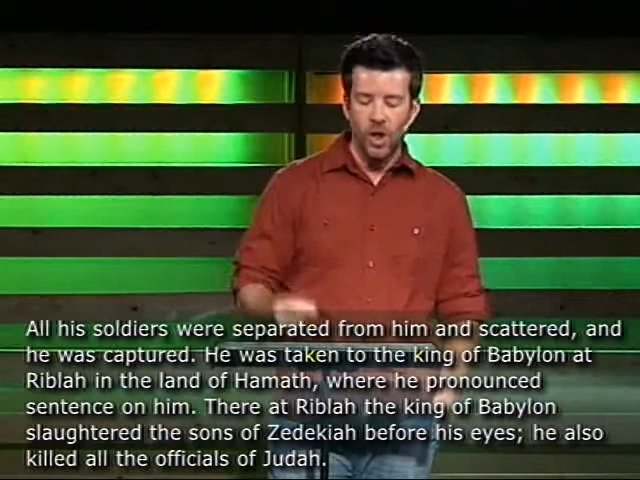 All his soldiers were separated from him and scattered, and
he was captured. He was taken to the king of Babylon at
Riblah in the land of Hamath, where he pronounced
sentence on him. There at Riblah the king of Babylon
slaughtered the sons of Zedekiah before his eyes; he also
killed all the officials of Judah.